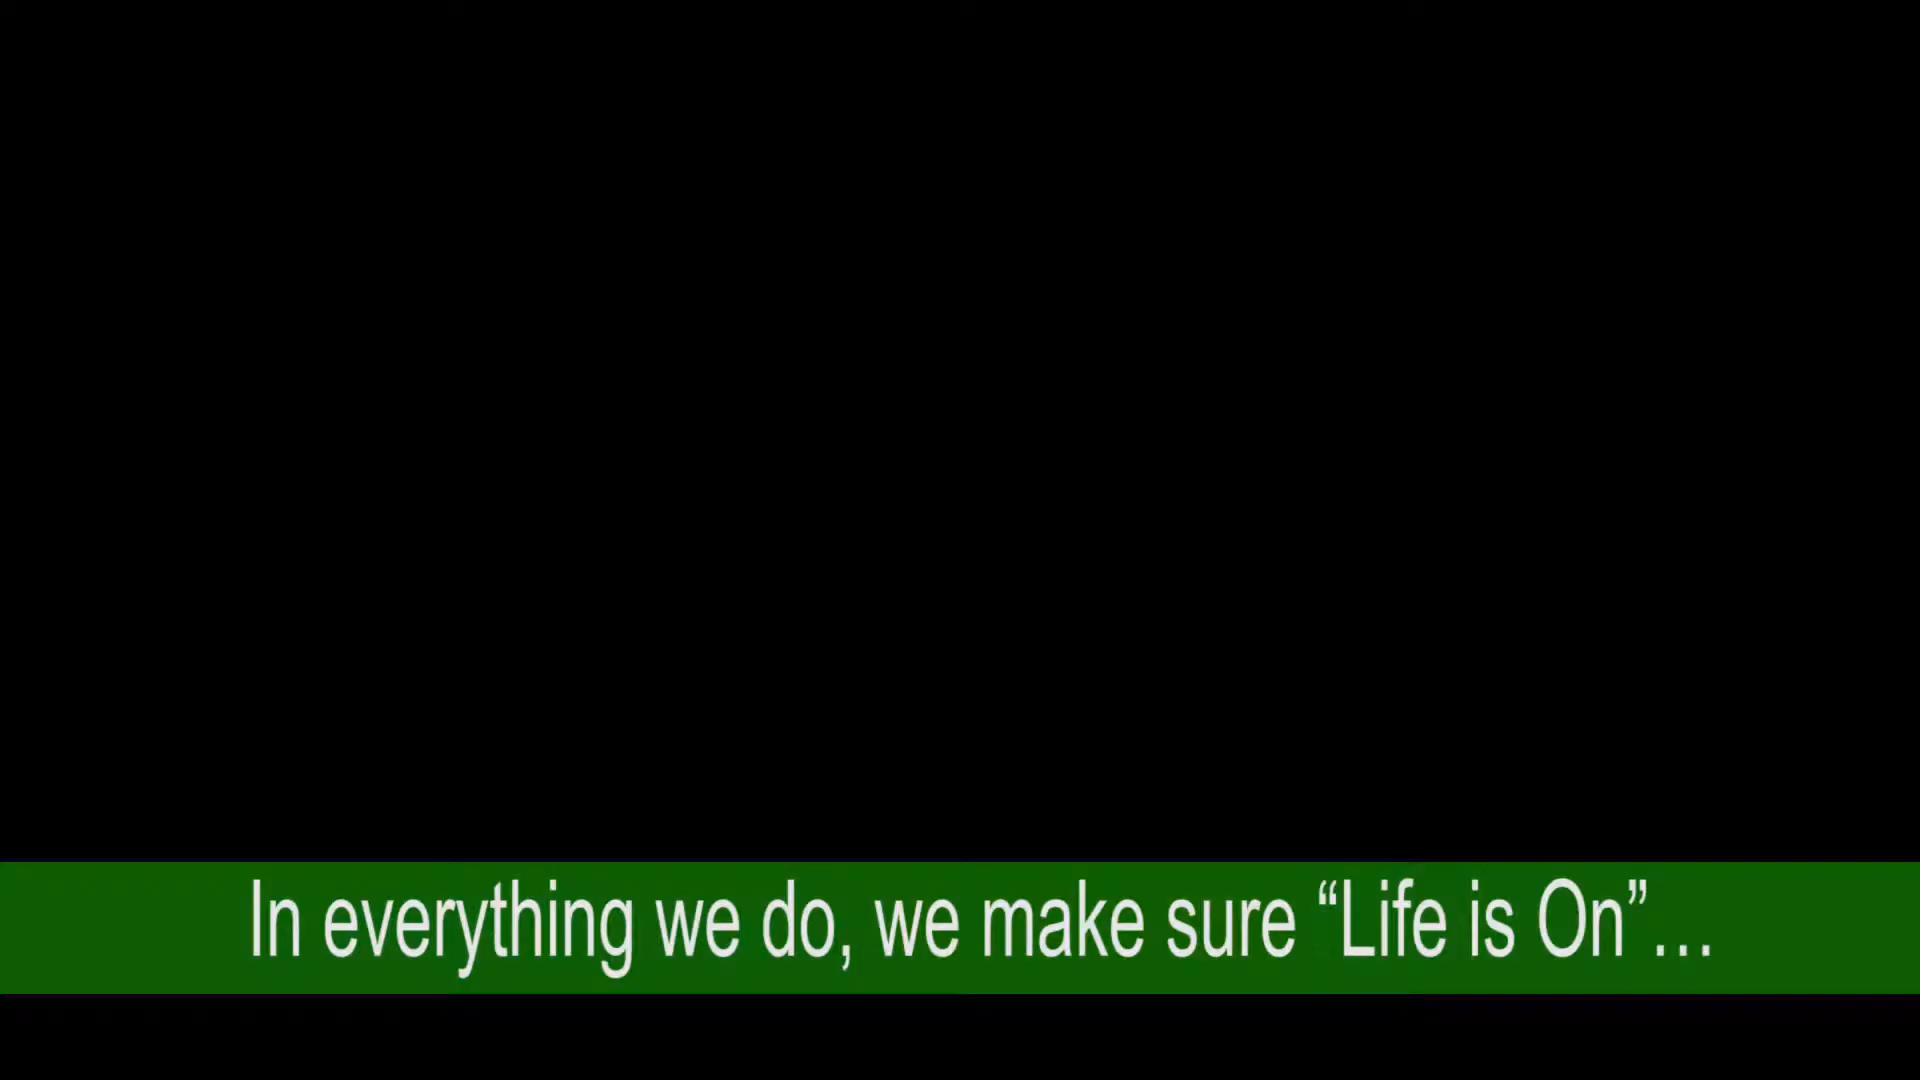 In everything we do, we make sure “Life is On”…